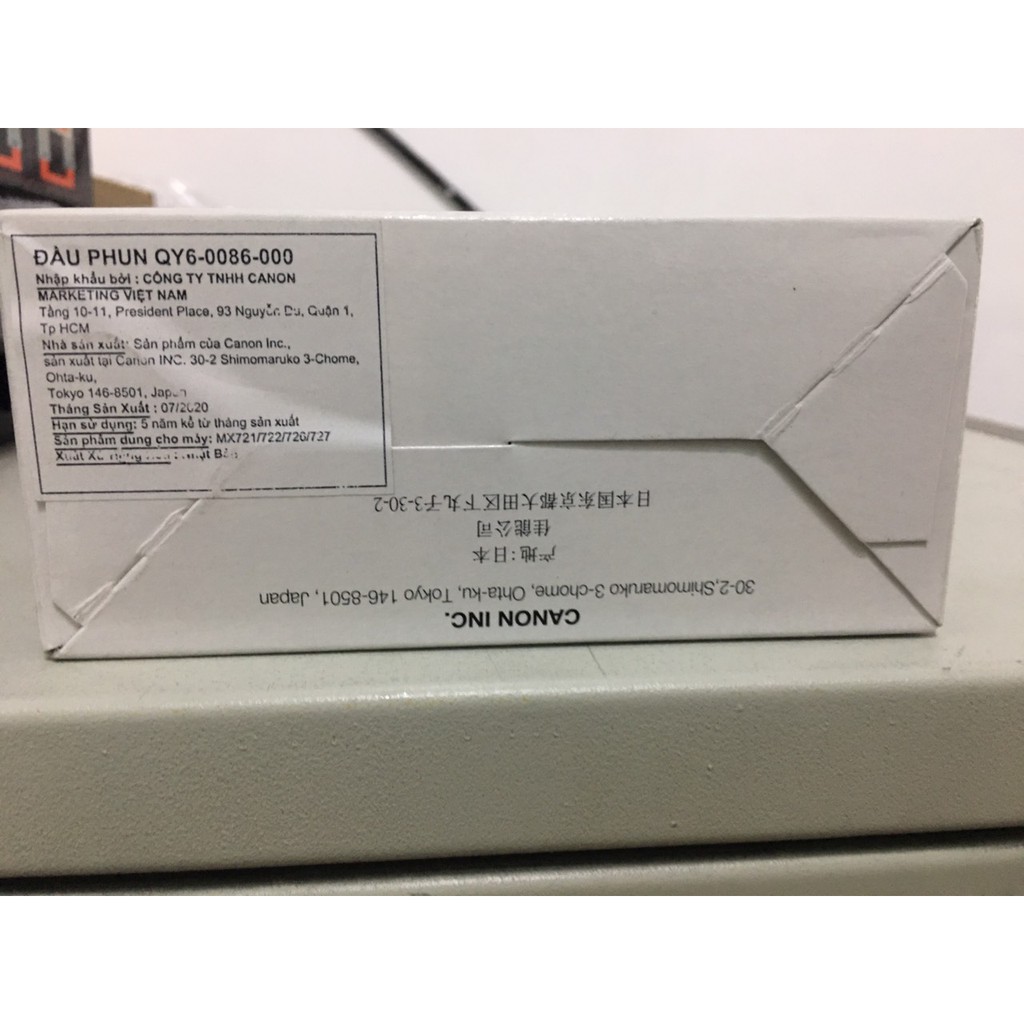 ĐẦU PHUN QY6-0086-000
Nhập khẩu bởi : CÔNG TY TNHH CANON
MARKETING VIỆT NAM
Tầng 10-11, President Place, 93 Nguyễn Du, Quận 1,
Tp HCM
Nhà sản xuất: Sản phẩm của Canon Inc.,
sản xuất tại Canon INC. 30-2 Shimomaruko 3-Chome,
Ohta-ku,
Tokyo 146-8501, Japan
Tháng Sản Xuất : 07/2020
Hạn sử dụng: 5 năm kể từ tháng sản xuất
Sản phẩm dùng cho máy: MX721/722/726/727
Xuất Xứ
CANON INC.
30-2,Shimomaruko 3-chome, Ohta-ku, Tokyo 146-8501, Japan
产地:日本
佳能公司
日本国东京都大田区下丸子3-30-2